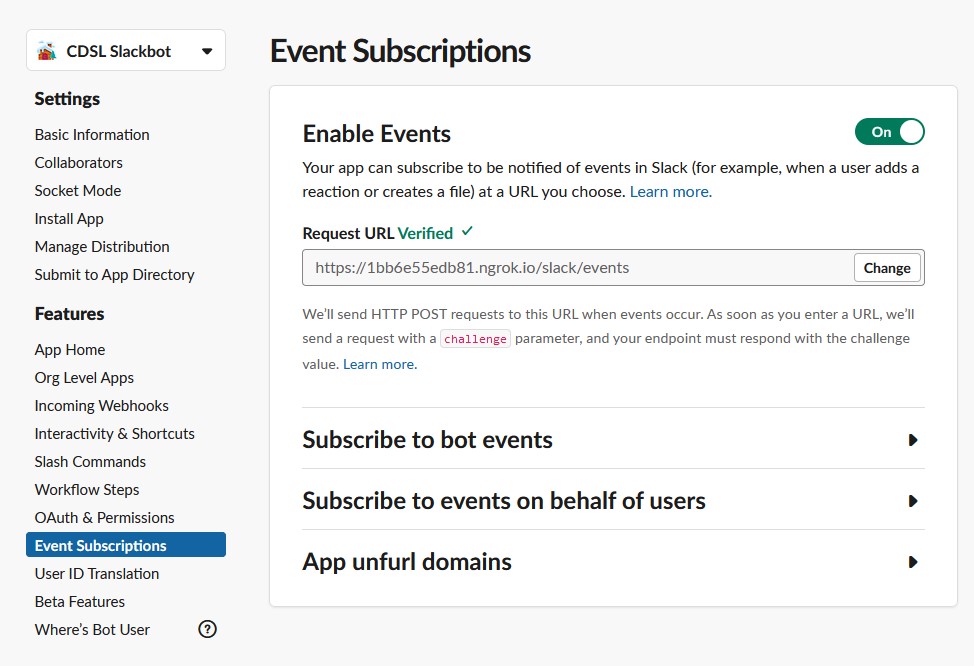 CDSL Slackbot
Settings
Basic Information
Collaborators
Socket Mode
Install App
Manage Distribution
Submit to App Directory
Features
App Home
Org Level Apps
Incoming Webhooks
Interactivity & Shortcuts
Slash Commands
Workflow Steps
OAuth & Permissions
Event Subscriptions
User ID Translation
Beta Features
Where's Bot User ?
Event Subscriptions
Enable Events
On
Your app can subscribe to be notified of events in Slack (for example, when a user adds a
reaction or creates a file) at a URL you choose. Learn more.
Request URL Verified ✓
https://1bb6e55edb81.ngrok.io/slack/events
Change
We'll send HTTP POST requests to this URL when events occur. As soon as you enter a URL, we'll
send a request with a challenge parameter, and your endpoint must respond with the challenge
value. Learn more.
Subscribe to bot events
Subscribe to events on behalf of users
App unfurl domains